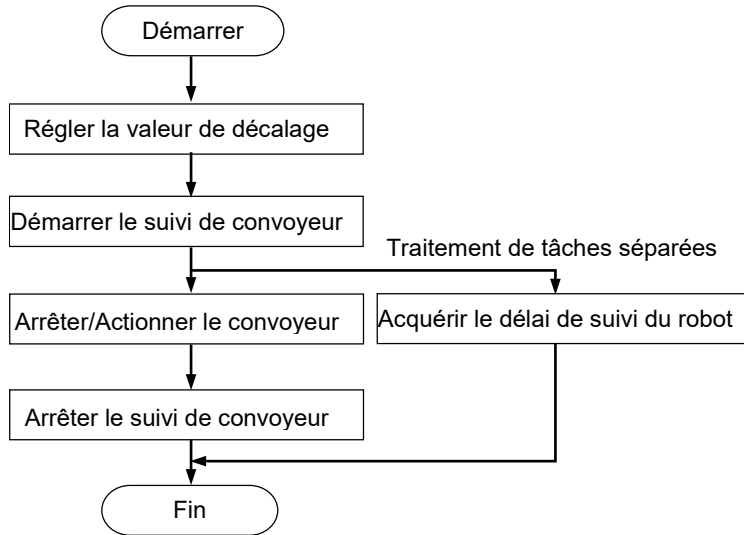 Démarrer
Régler la valeur de décalage
Démarrer le suivi de convoyeur
Traitement de tâches séparées
Arrêter/Actionner le convoyeur
Acquérir le délai de suivi du robot
Arrêter le suivi de convoyeur
Fin